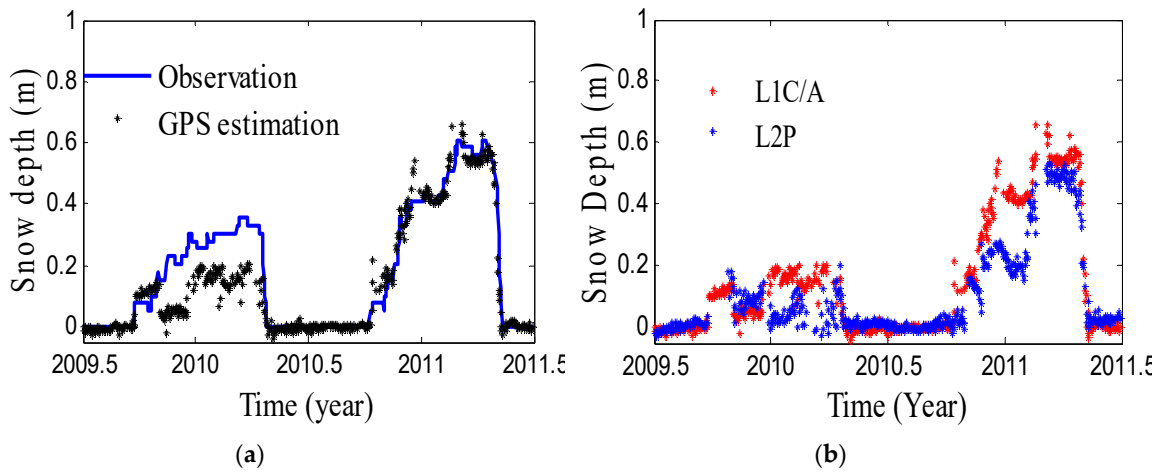 1
0.8
0.6
0.4
0.2
0
Snow depth (m)
Observation
GPS estimation
2009.5 2010 2010.5 2011 2011.5
Time (year)
(a)
1
0.8
0.6
0.4
0.2
0
Snow Depth (m)
L1C/A
L2P
2009.5 2010 2010.5 2011 2011.5
Time (Year)
(b)